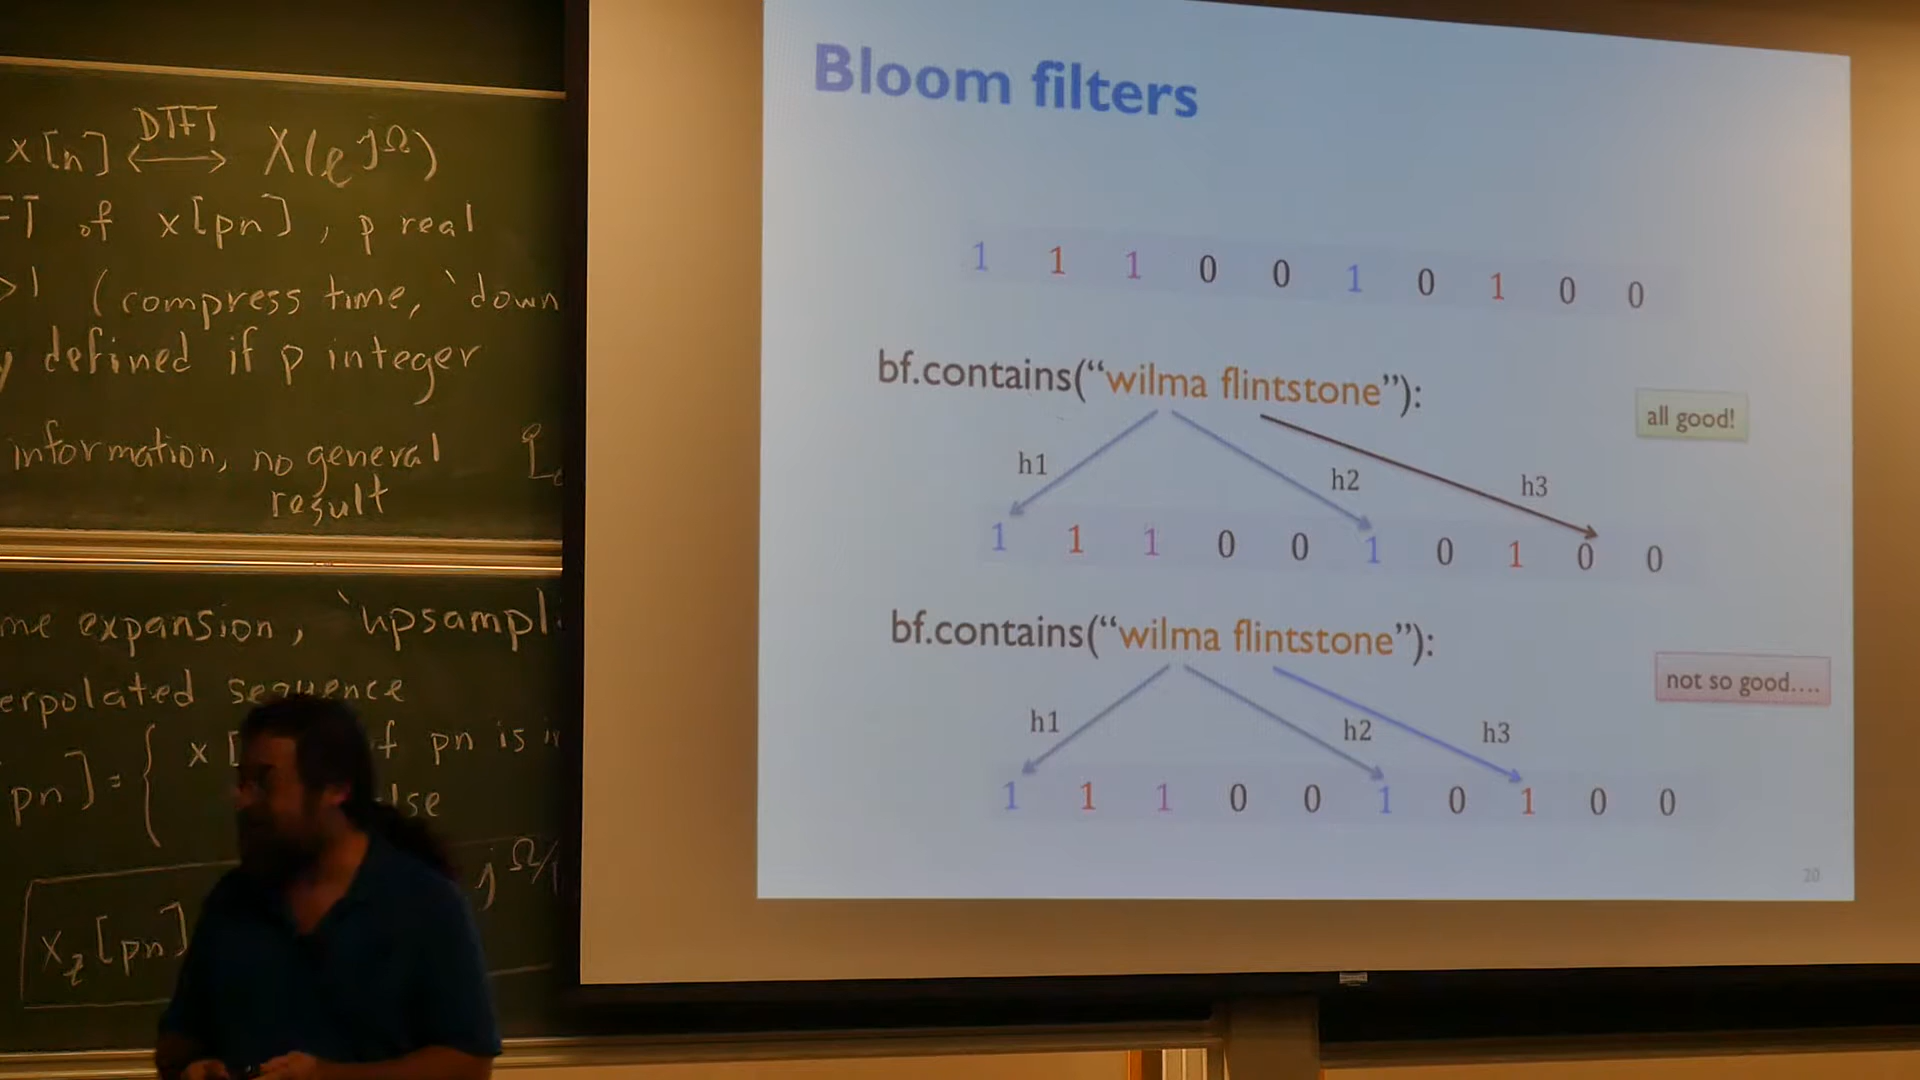 x[n] DTFT ⟷ X(e^jΩ)
FT of x[pn], p real
>1 (compress time, `down
y defined if p integer
information, no general
result
me expansion, `upsampl
erpolated sequence
pn] = { x[ f pn is i
lse
x_z[pn] jΩ/
Bloom filters
1 1 1 0 0 1 0 1 0 0
bf.contains(“wilma flintstone”):
all good!
h1 h2 h3
1 1 1 0 0 1 0 1 0 0
bf.contains(“wilma flintstone”):
not so good....
h1 h2 h3
1 1 1 0 0 1 0 1 0 0
20